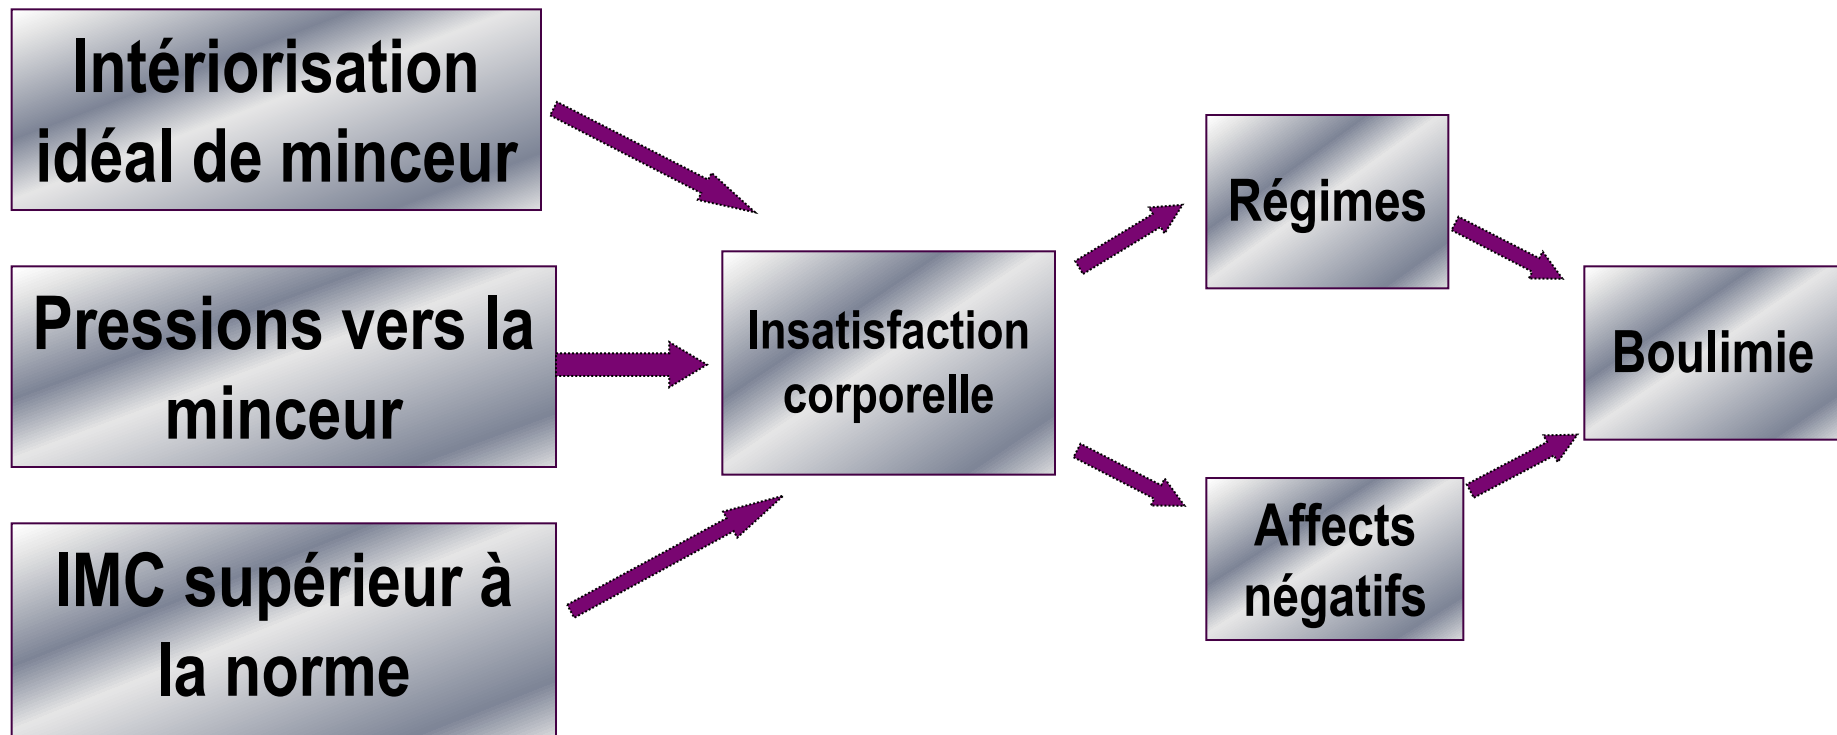 Intériorisation
idéal de minceur
Pressions vers la
minceur
IMC supérieur à
la norme
Insatisfaction
corporelle
Régimes
Affects
négatifs
Boulimie